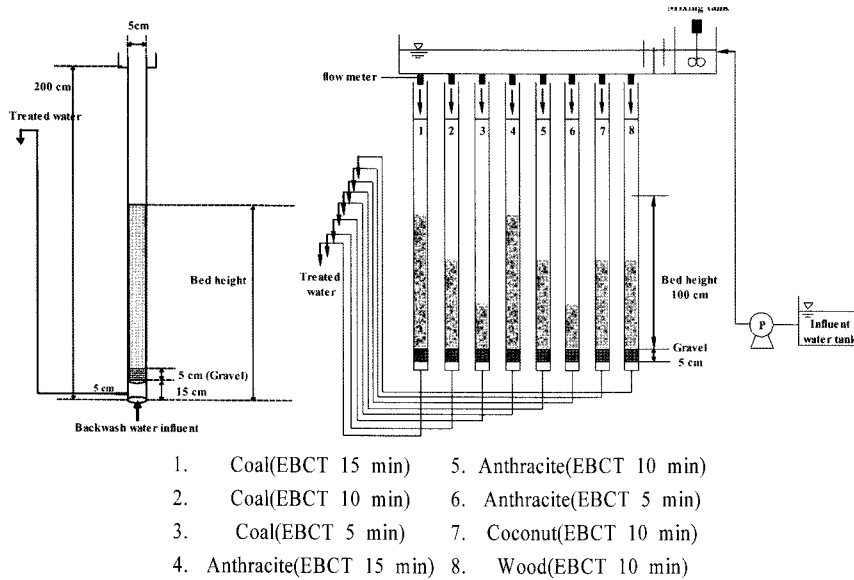 5cm
200 cm
Treated water
Bed height
5 cm (Gravel)
5 cm
15 cm
Backwash water influent
Mixing tank
flow meter
1 2 3 4 5 6 7 8
Treated
water
Bed height
100 cm
Gravel
5 cm
P
Influent
water tank
1. Coal(EBCT 15 min)
2. Coal(EBCT 10 min)
3. Coal(EBCT 5 min)
4. Anthracite(EBCT 15 min)
5. Anthracite(EBCT 10 min)
6. Anthracite(EBCT 5 min)
7. Coconut(EBCT 10 min)
8. Wood(EBCT 10 min)